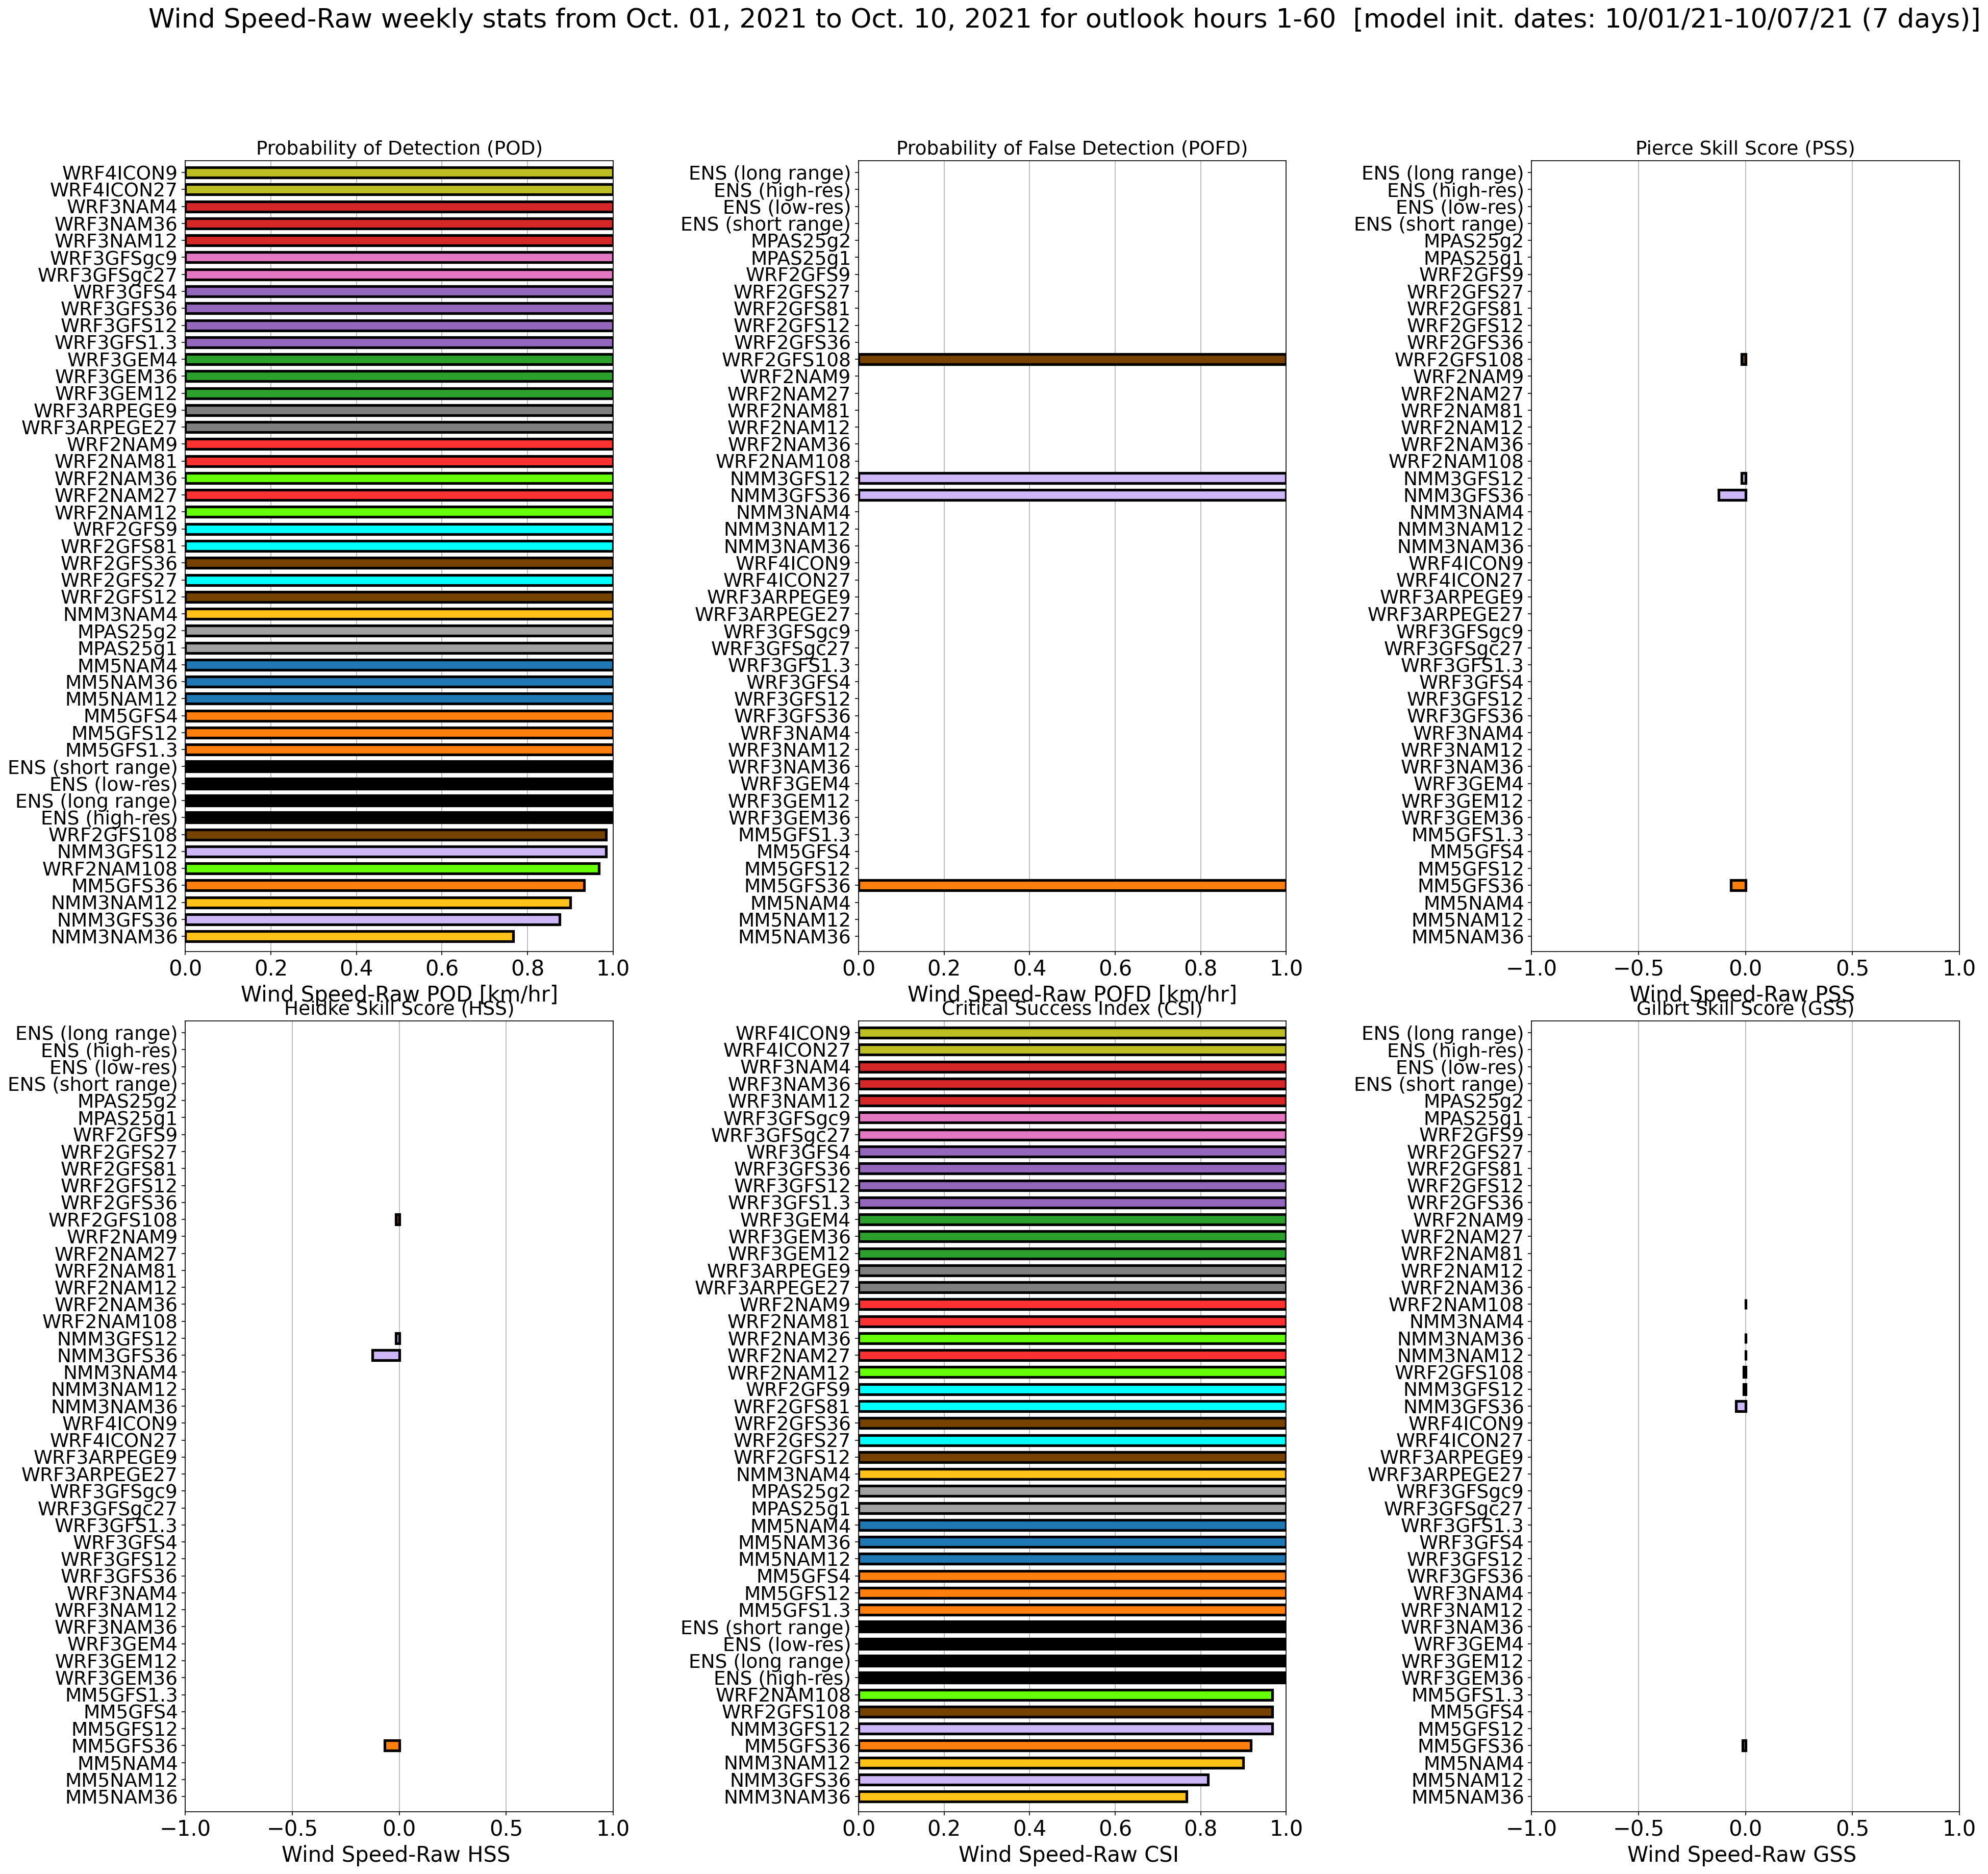 Wind Speed-Raw weekly stats from Oct. 01, 2021 to Oct. 10, 2021 for outlook hours 1-60  [model init. dates: 10/01/21-10/07/21 (7 days)]
Probability of Detection (POD)
WRF4ICON9
WRF4ICON27
WRF3NAM4
WRF3NAM36
WRF3NAM12
WRF3GFSgc9
WRF3GFSgc27
WRF3GFS4
WRF3GFS36
WRF3GFS12
WRF3GFS1.3
WRF3GEM4
WRF3GEM36
WRF3GEM12
WRF3ARPEGE9
WRF3ARPEGE27
WRF2NAM9
WRF2NAM81
WRF2NAM36
WRF2NAM27
WRF2NAM12
WRF2GFS9
WRF2GFS81
WRF2GFS36
WRF2GFS27
WRF2GFS12
NMM3NAM4
MPAS25g2
MPAS25g1
MM5NAM4
MM5NAM36
MM5NAM12
MM5GFS4
MM5GFS12
MM5GFS1.3
ENS (short range)
ENS (low-res)
ENS (long range)
ENS (high-res)
WRF2GFS108
NMM3GFS12
WRF2NAM108
MM5GFS36
NMM3NAM12
NMM3GFS36
NMM3NAM36
0.0 0.2 0.4 0.6 0.8 1.0
Wind Speed-Raw POD [km/hr]
Probability of False Detection (POFD)
ENS (long range)
ENS (high-res)
ENS (low-res)
ENS (short range)
MPAS25g2
MPAS25g1
WRF2GFS9
WRF2GFS27
WRF2GFS81
WRF2GFS12
WRF2GFS36
WRF2GFS108
WRF2NAM9
WRF2NAM27
WRF2NAM81
WRF2NAM12
WRF2NAM36
WRF2NAM108
NMM3GFS12
NMM3GFS36
NMM3NAM4
NMM3NAM12
NMM3NAM36
WRF4ICON9
WRF4ICON27
WRF3ARPEGE9
WRF3ARPEGE27
WRF3GFSgc9
WRF3GFSgc27
WRF3GFS1.3
WRF3GFS4
WRF3GFS12
WRF3GFS36
WRF3NAM4
WRF3NAM12
WRF3NAM36
WRF3GEM4
WRF3GEM12
WRF3GEM36
MM5GFS1.3
MM5GFS4
MM5GFS12
MM5GFS36
MM5NAM4
MM5NAM12
MM5NAM36
0.0 0.2 0.4 0.6 0.8 1.0
Wind Speed-Raw POFD [km/hr]
Pierce Skill Score (PSS)
ENS (long range)
ENS (high-res)
ENS (low-res)
ENS (short range)
MPAS25g2
MPAS25g1
WRF2GFS9
WRF2GFS27
WRF2GFS81
WRF2GFS12
WRF2GFS36
WRF2GFS108
WRF2NAM9
WRF2NAM27
WRF2NAM81
WRF2NAM12
WRF2NAM36
WRF2NAM108
NMM3GFS12
NMM3GFS36
NMM3NAM4
NMM3NAM12
NMM3NAM36
WRF4ICON9
WRF4ICON27
WRF3ARPEGE9
WRF3ARPEGE27
WRF3GFSgc9
WRF3GFSgc27
WRF3GFS1.3
WRF3GFS4
WRF3GFS12
WRF3GFS36
WRF3NAM4
WRF3NAM12
WRF3NAM36
WRF3GEM4
WRF3GEM12
WRF3GEM36
MM5GFS1.3
MM5GFS4
MM5GFS12
MM5GFS36
MM5NAM4
MM5NAM12
MM5NAM36
−1.0 −0.5 0.0 0.5 1.0
Wind Speed-Raw PSS
Heidke Skill Score (HSS)
ENS (long range)
ENS (high-res)
ENS (low-res)
ENS (short range)
MPAS25g2
MPAS25g1
WRF2GFS9
WRF2GFS27
WRF2GFS81
WRF2GFS12
WRF2GFS36
WRF2GFS108
WRF2NAM9
WRF2NAM27
WRF2NAM81
WRF2NAM12
WRF2NAM36
WRF2NAM108
NMM3GFS12
NMM3GFS36
NMM3NAM4
NMM3NAM12
NMM3NAM36
WRF4ICON9
WRF4ICON27
WRF3ARPEGE9
WRF3ARPEGE27
WRF3GFSgc9
WRF3GFSgc27
WRF3GFS1.3
WRF3GFS4
WRF3GFS12
WRF3GFS36
WRF3NAM4
WRF3NAM12
WRF3NAM36
WRF3GEM4
WRF3GEM12
WRF3GEM36
MM5GFS1.3
MM5GFS4
MM5GFS12
MM5GFS36
MM5NAM4
MM5NAM12
MM5NAM36
−1.0 −0.5 0.0 0.5 1.0
Wind Speed-Raw HSS
Critical Success Index (CSI)
WRF4ICON9
WRF4ICON27
WRF3NAM4
WRF3NAM36
WRF3NAM12
WRF3GFSgc9
WRF3GFSgc27
WRF3GFS4
WRF3GFS36
WRF3GFS12
WRF3GFS1.3
WRF3GEM4
WRF3GEM36
WRF3GEM12
WRF3ARPEGE9
WRF3ARPEGE27
WRF2NAM9
WRF2NAM81
WRF2NAM36
WRF2NAM27
WRF2NAM12
WRF2GFS9
WRF2GFS81
WRF2GFS36
WRF2GFS27
WRF2GFS12
NMM3NAM4
MPAS25g2
MPAS25g1
MM5NAM4
MM5NAM36
MM5NAM12
MM5GFS4
MM5GFS12
MM5GFS1.3
ENS (short range)
ENS (low-res)
ENS (long range)
ENS (high-res)
WRF2NAM108
WRF2GFS108
NMM3GFS12
MM5GFS36
NMM3NAM12
NMM3GFS36
NMM3NAM36
0.0 0.2 0.4 0.6 0.8 1.0
Wind Speed-Raw CSI
Gilbrt Skill Score (GSS)
ENS (long range)
ENS (high-res)
ENS (low-res)
ENS (short range)
MPAS25g2
MPAS25g1
WRF2GFS9
WRF2GFS27
WRF2GFS81
WRF2GFS12
WRF2GFS36
WRF2NAM9
WRF2NAM27
WRF2NAM81
WRF2NAM12
WRF2NAM36
WRF2NAM108
NMM3NAM4
NMM3NAM36
NMM3NAM12
WRF2GFS108
NMM3GFS12
NMM3GFS36
WRF4ICON9
WRF4ICON27
WRF3ARPEGE9
WRF3ARPEGE27
WRF3GFSgc9
WRF3GFSgc27
WRF3GFS1.3
WRF3GFS4
WRF3GFS12
WRF3GFS36
WRF3NAM4
WRF3NAM12
WRF3NAM36
WRF3GEM4
WRF3GEM12
WRF3GEM36
MM5GFS1.3
MM5GFS4
MM5GFS12
MM5GFS36
MM5NAM4
MM5NAM12
MM5NAM36
−1.0 −0.5 0.0 0.5 1.0
Wind Speed-Raw GSS